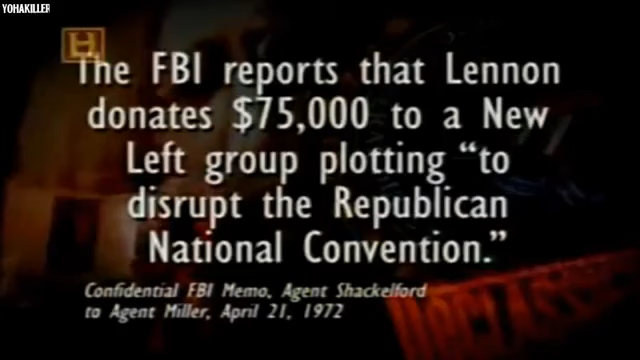 YOHAKILLER
H
The FBI reports that Lennon
donates $75,000 to a New
Left group plotting “to
disrupt the Republican
National Convention.”
Confidential FBI Memo, Agent Shackelford
to Agent Miller, April 21, 1972